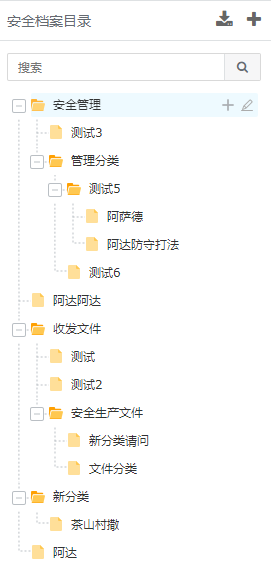 安全档案目录
搜索
安全管理
测试3
管理分类
测试5
阿萨德
阿达防守打法
测试6
阿达阿达
收发文件
测试
测试2
安全生产文件
新分类请问
文件分类
新分类
茶山村撒
阿达